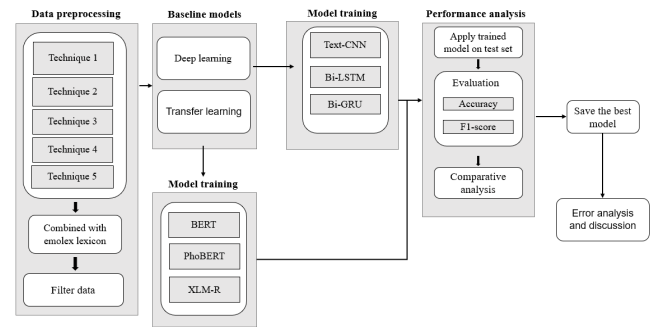 Data preprocessing
Technique 1
Technique 2
Technique 3
Technique 4
Technique 5
Combined with
emolex lexicon
Filter data
Baseline models
Deep learning
Transfer learning
Model training
BERT
PhoBERT
XLM-R
Model training
Text-CNN
Bi-LSTM
Bi-GRU
Performance analysis
Apply trained
model on test set
Evaluation
Accuracy
F1-score
Comparative
analysis
Save the best
model
Error analysis
and discussion